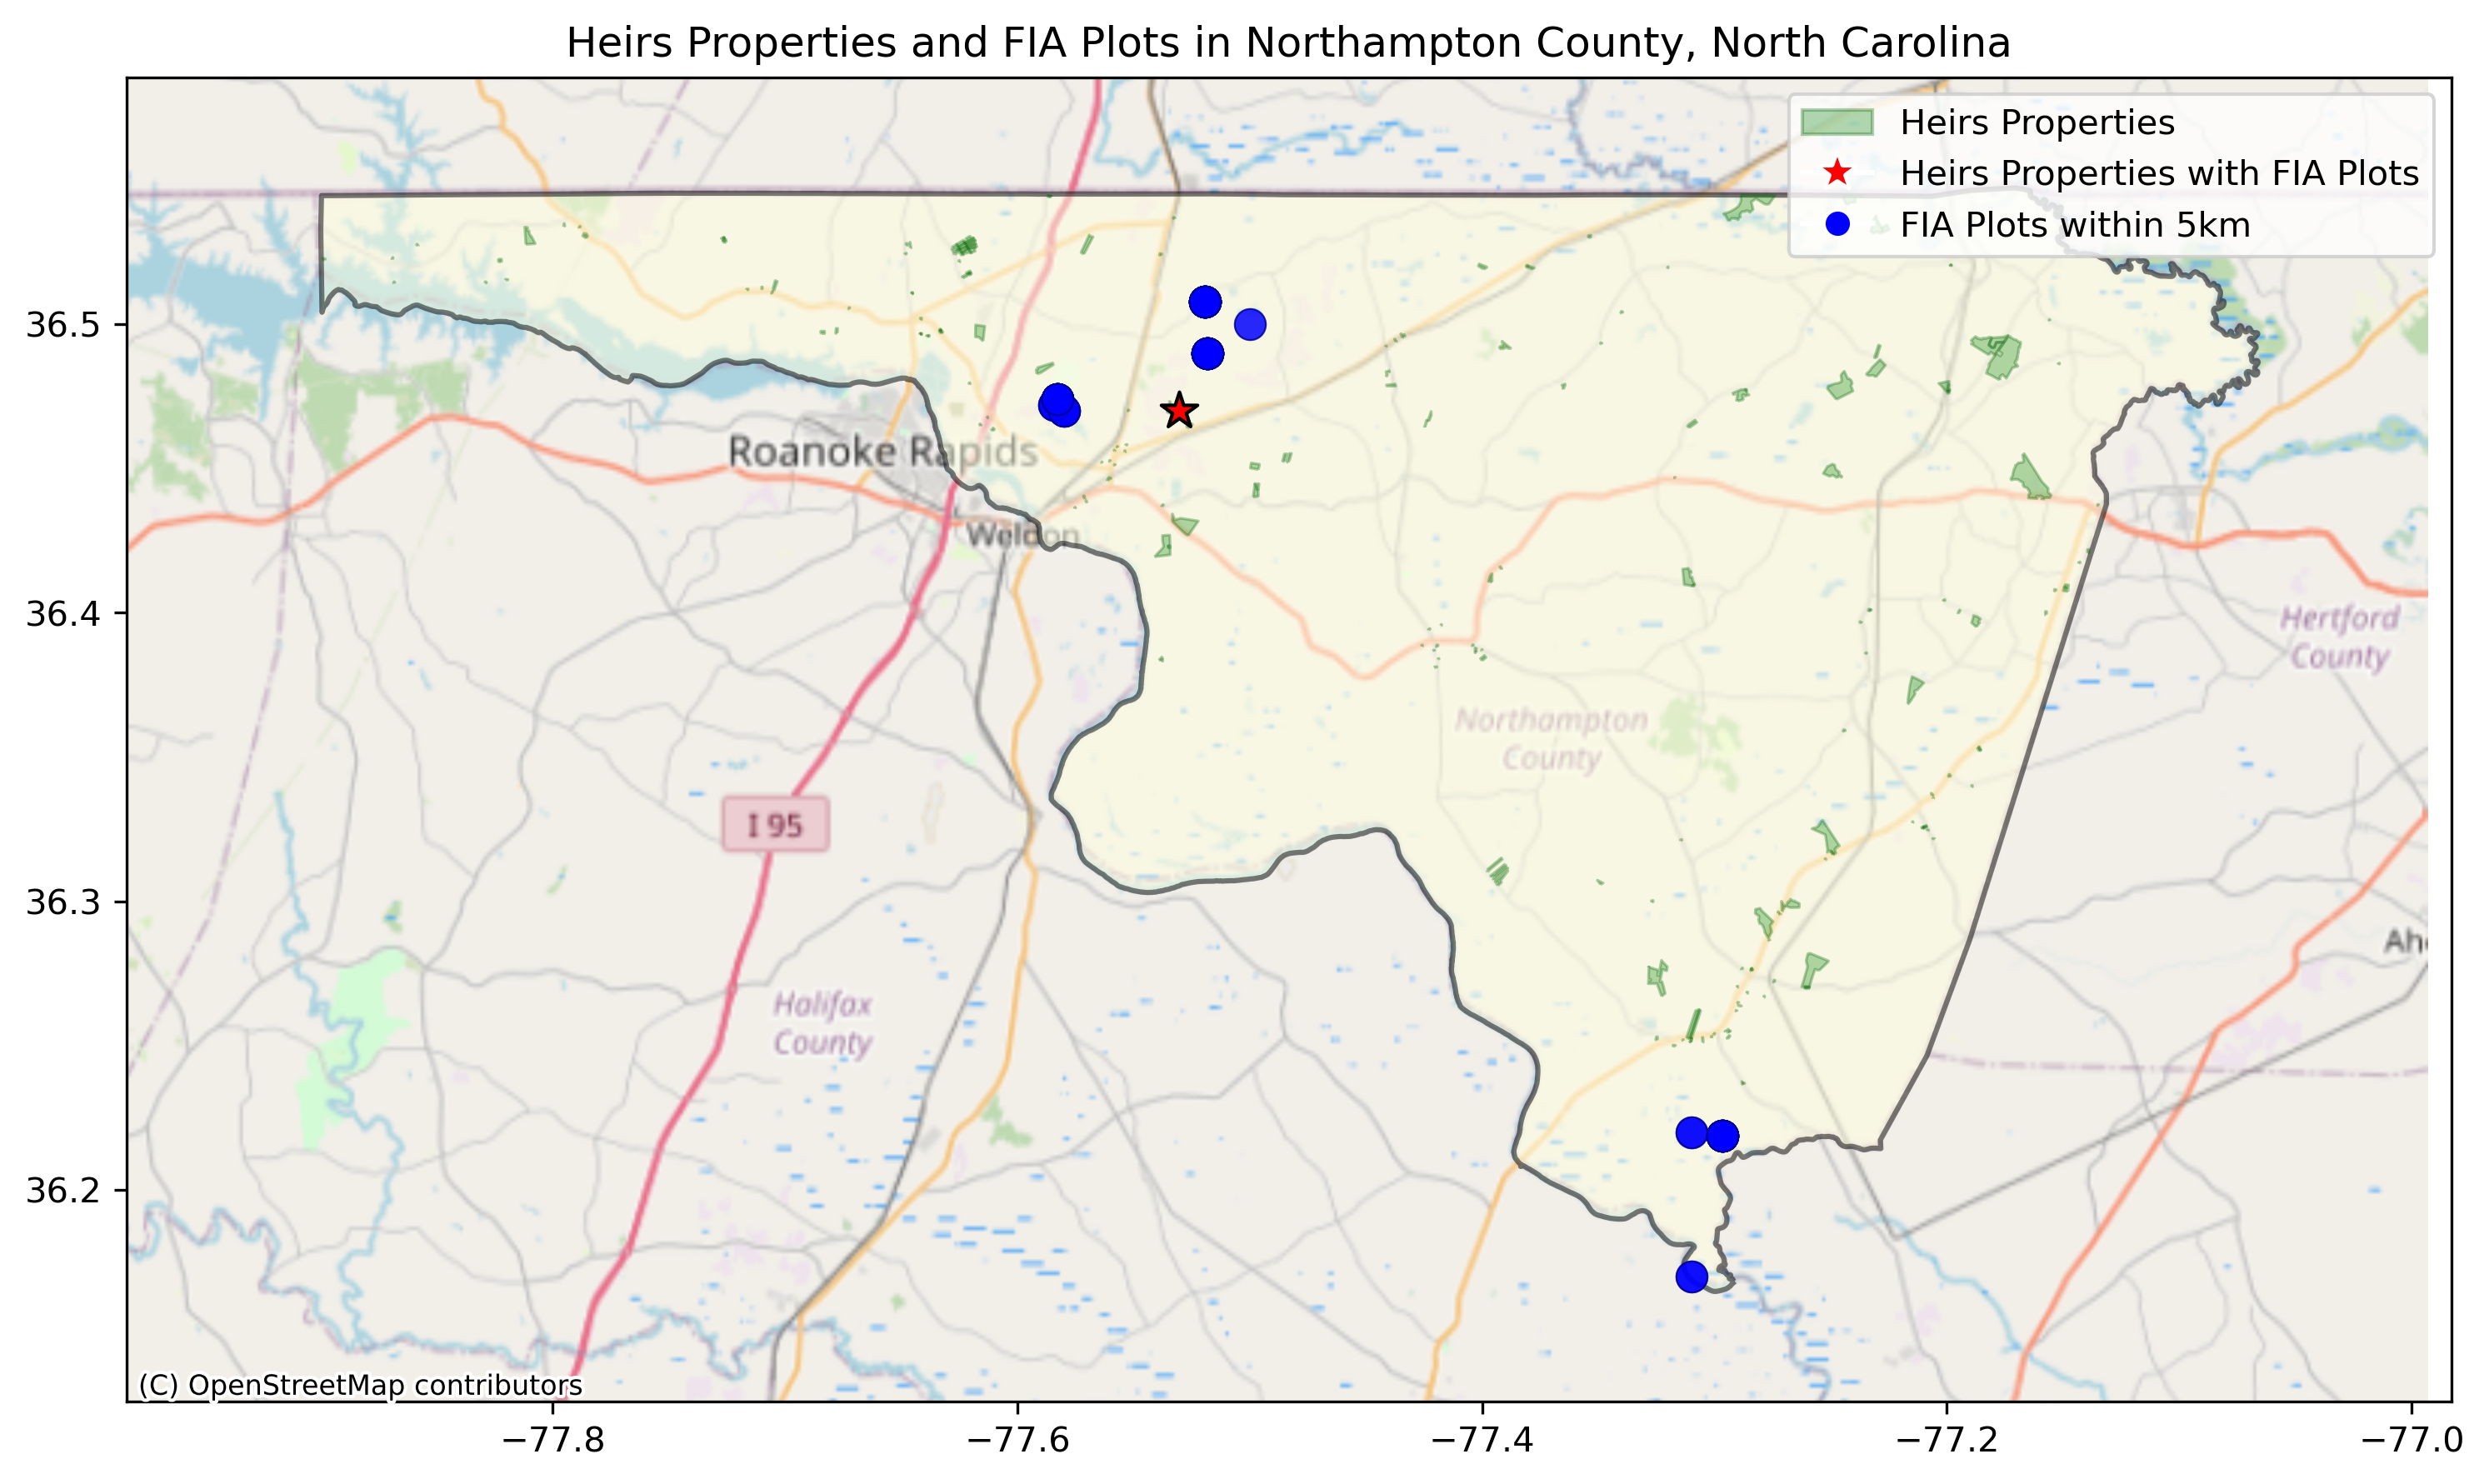 Heirs Properties and FIA Plots in Northampton County, North Carolina
Heirs Properties
Heirs Properties with FIA Plots
FIA Plots within 5km
36.5
36.4
36.3
36.2
Roanoke Rapids
Weldon
Hertford
County
Northampton
County
I 95
Ah
Halifax
County
(C) OpenStreetMap contributors
−77.8
−77.6
−77.4
−77.2
−77.0